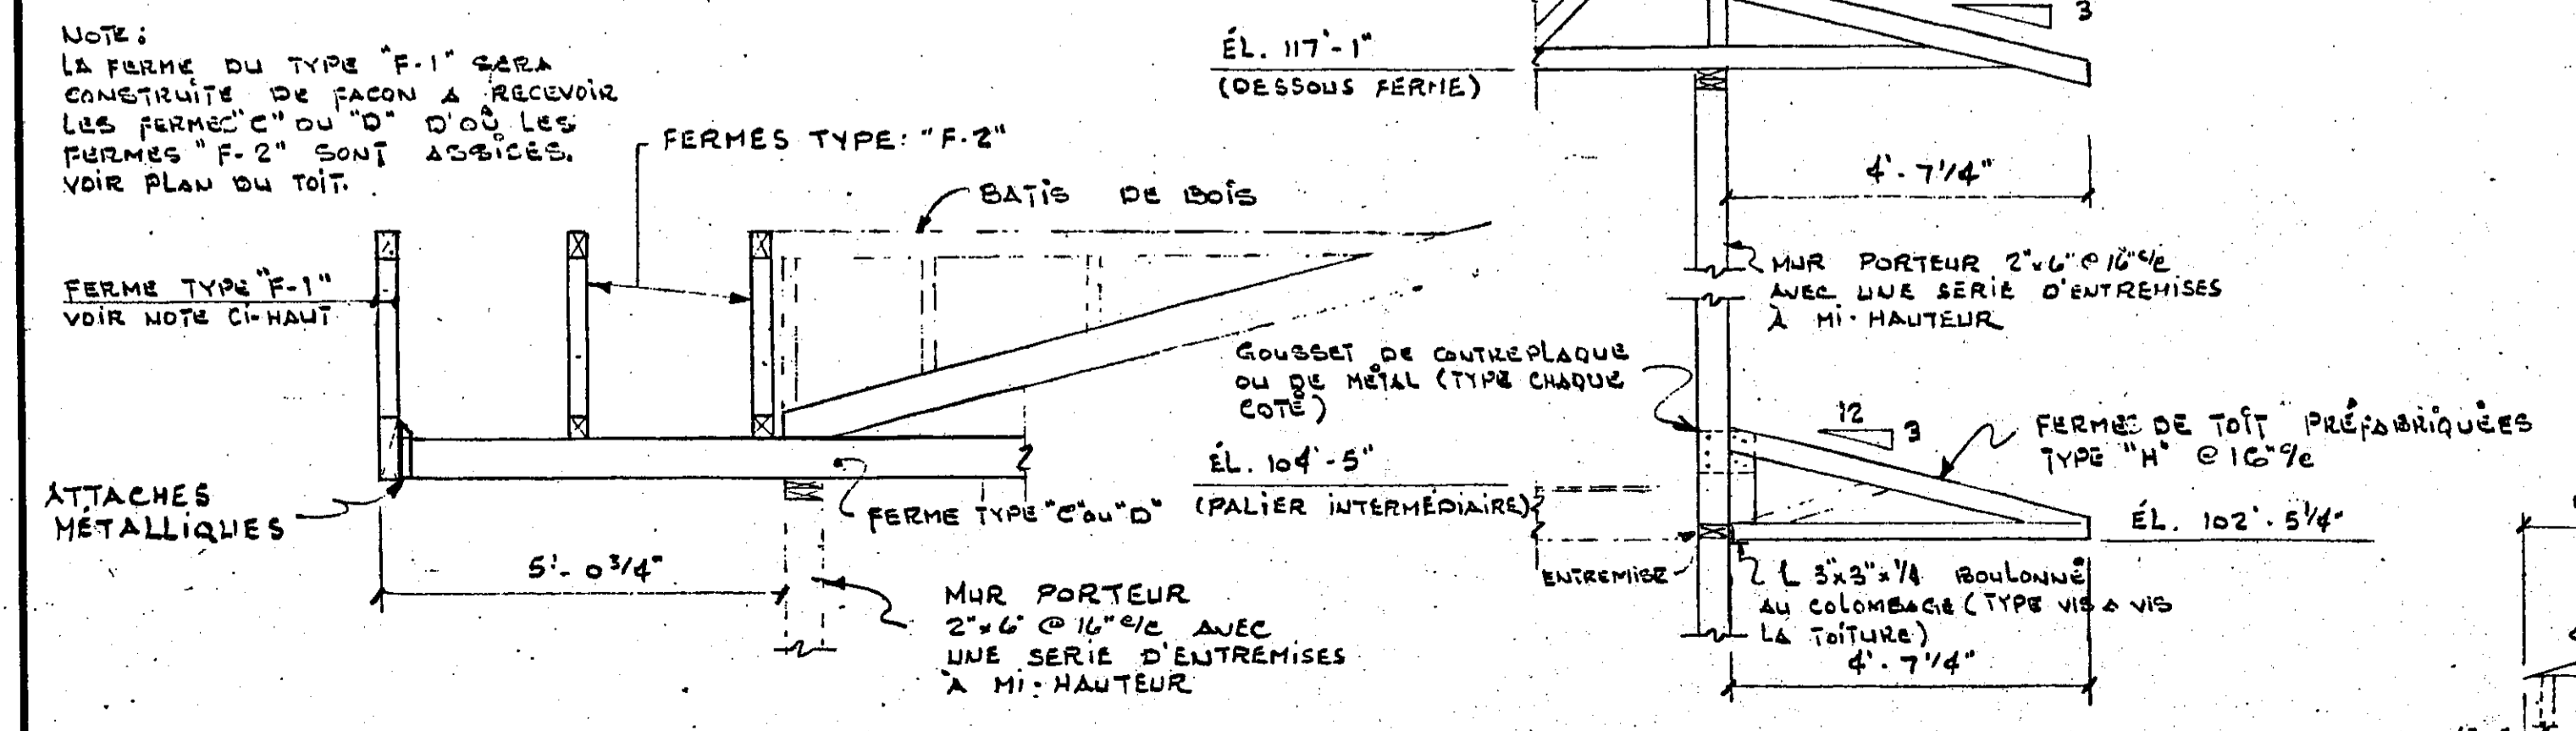 NOTE:
LA FERME DU TYPE "F-1" SERA
CONSTRUITE DE FACON A RECEVOIR
LES FERMES "C" OU "D" D'OÙ LES
FERMES "F-2" SONT ASSICES.
VOIR PLAN DU TOIT.
FERMES TYPE: "F-2"
BATIS DE BOIS
FERME TYPE "F-1"
VOIR NOTE CI-HAUT
ATTACHES
MÉTALLIQUES
5'-0 3/4"
FERME TYPE "C" OU "D"
MUR PORTEUR
2"x6" @ 16" c/c AVEC
UNE SERIE D'ENTREMISES
À MI-HAUTEUR
ÉL. 117'-1"
(DESSOUS FERME)
3
4'-7 1/4"
MUR PORTEUR 2"x6" @ 16" c/c
AVEC UNE SERIE D'ENTREMISES
À MI-HAUTEUR
GOUSSET DE CONTREPLAQUE
OU DE MÉTAL (TYPE CHAQUE
COTÉ)
12
3
FERMES DE TOIT PRÉFABRIQUÉES
TYPE "H" @ 16" c/c
ÉL. 104'-5"
(PALIER INTERMÉDIAIRE)
ÉL. 102'-5 1/4"
ENTREMISE
L 3"x3"x1/4 BOULONNÉ
AU COLOMBAGE (TYPE VIS A VIS
LA TOITURE)
4'-7 1/4"